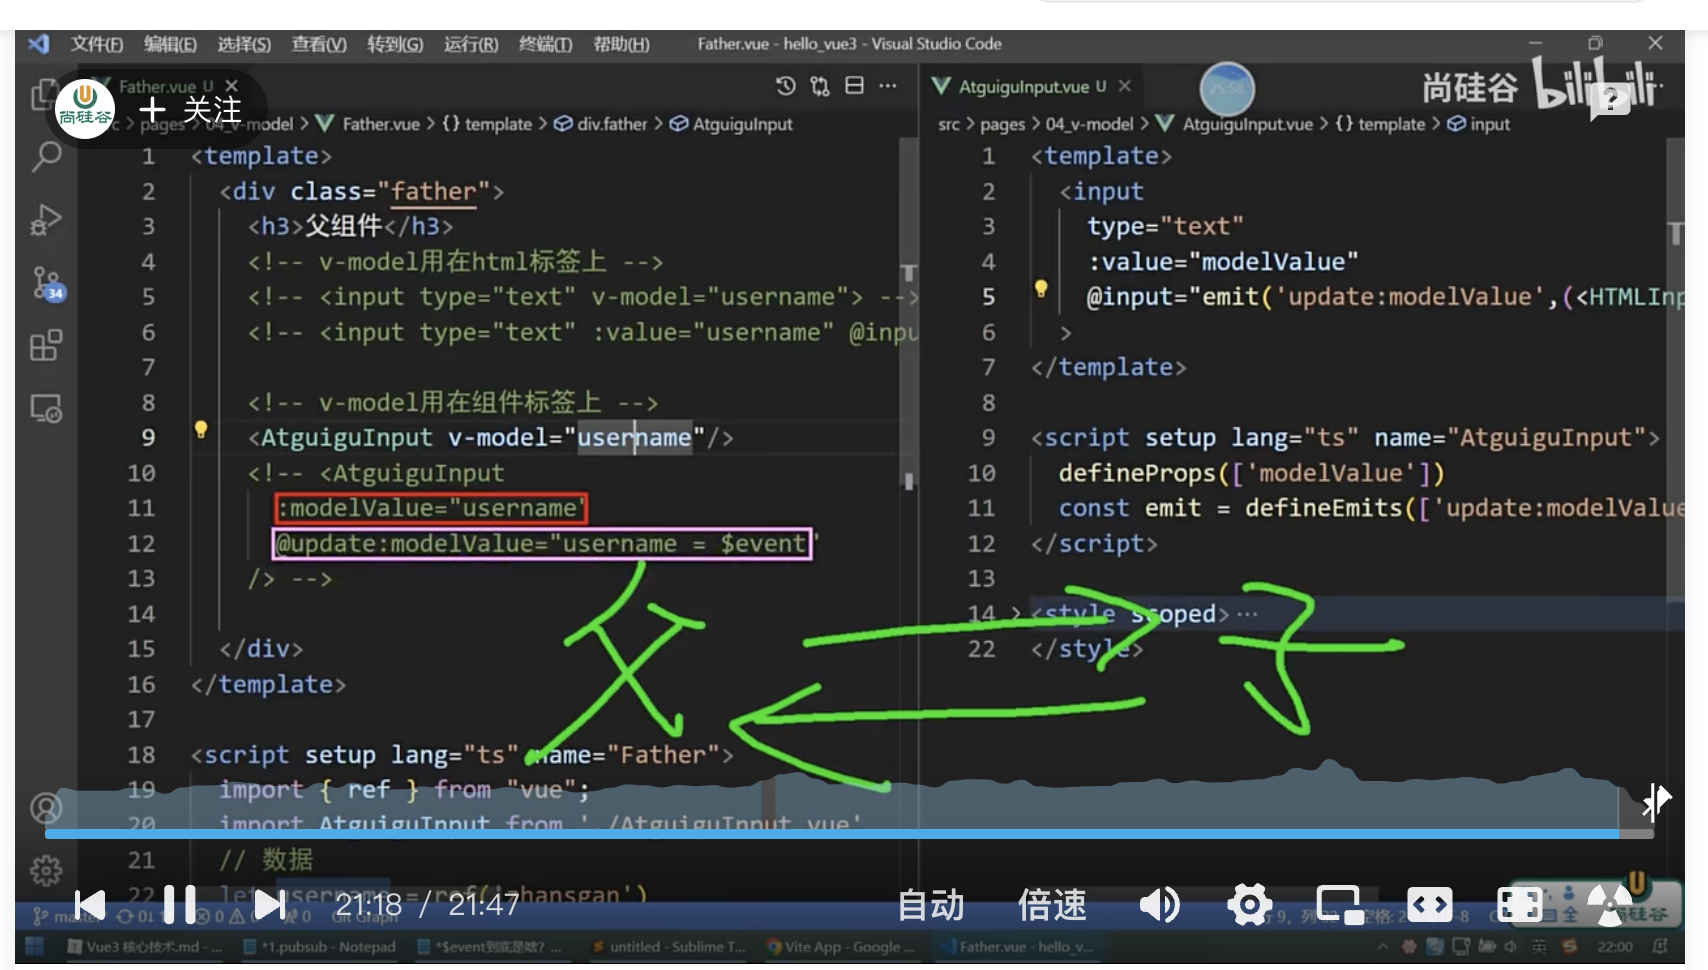 文件(F) 编辑(E) 选择(S) 查看(V) 转到(G) 运行(R) 终端(T) 帮助(H) Father.vue - hello_vue3 - Visual Studio Code
Father.vue U
尚硅谷
+ 关注
pages > 04_v-model > Father.vue > {} template > div.father > AtguiguInput
1 <template>
2 <div class="father">
3 <h3>父组件</h3>
4 <!-- v-model用在html标签上 -->
5 <!-- <input type="text" v-model="username"> -->
6 <!-- <input type="text" :value="username" @inpu
7
8 <!-- v-model用在组件标签上 -->
9 <AtguiguInput v-model="username"/>
10 <!-- <AtguiguInput
11 :modelValue="username"
12 @update:modelValue="username = $event"
13 /> -->
14
15 </div>
16 </template>
17
18 <script setup lang="ts" name="Father">
19 import { ref } from "vue";
20 import AtguiguInput from './AtguiguInput.vue'
21 // 数据
22 let username = ref('zhansgan')
父
34
AtguiguInput.vue U
25:58
尚硅谷 bilibili
src > pages > 04_v-model > AtguiguInput.vue > {} template > input
1 <template>
2 <input
3 type="text"
4 :value="modelValue"
5 @input="emit('update:modelValue',(<HTMLInp
6 >
7 </template>
8
9 <script setup lang="ts" name="AtguiguInput">
10 defineProps(['modelValue'])
11 const emit = defineEmits(['update:modelValue
12 </script>
13
14 <style scoped> ···
22 </style>
子
21:18 / 21:47
自动 倍速
Git Graph
硅谷
Vue3 核心技术.md - ... *1.pubsub - Notepad *$event到底是啥? ... untitled - Sublime T... Vite App - Google ... Father.vue - hello_v...
英 22:00